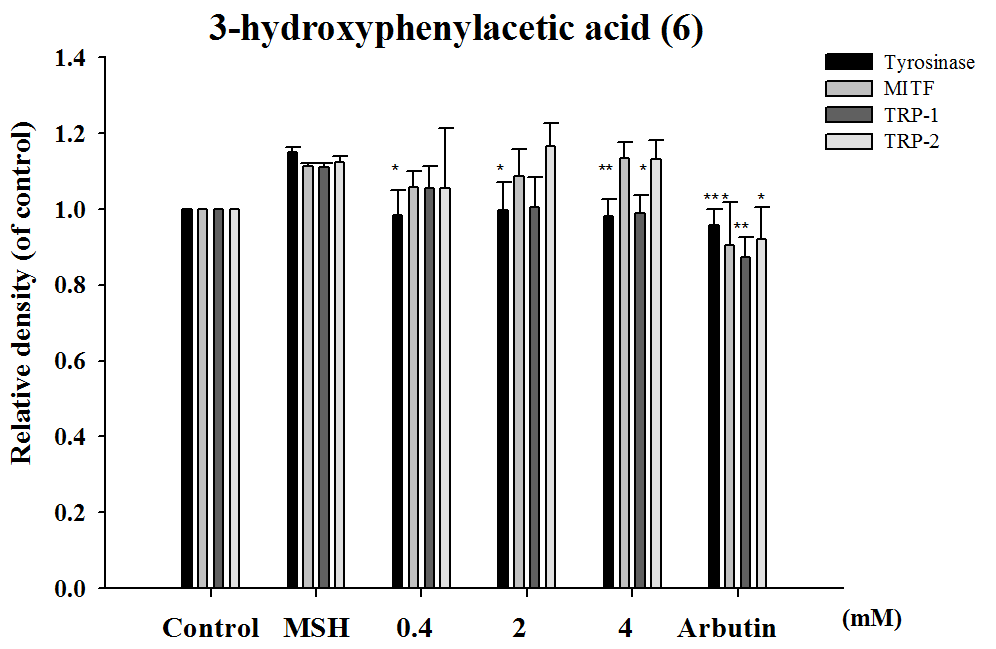 3-hydroxyphenylacetic acid (6)
Relative density (of control)
1.4
1.2
1.0
0.8
0.6
0.4
0.2
0.0
Tyrosinase
MITF
TRP-1
TRP-2
* * ** * *** * ** *
Control MSH 0.4 2 4 Arbutin (mM)